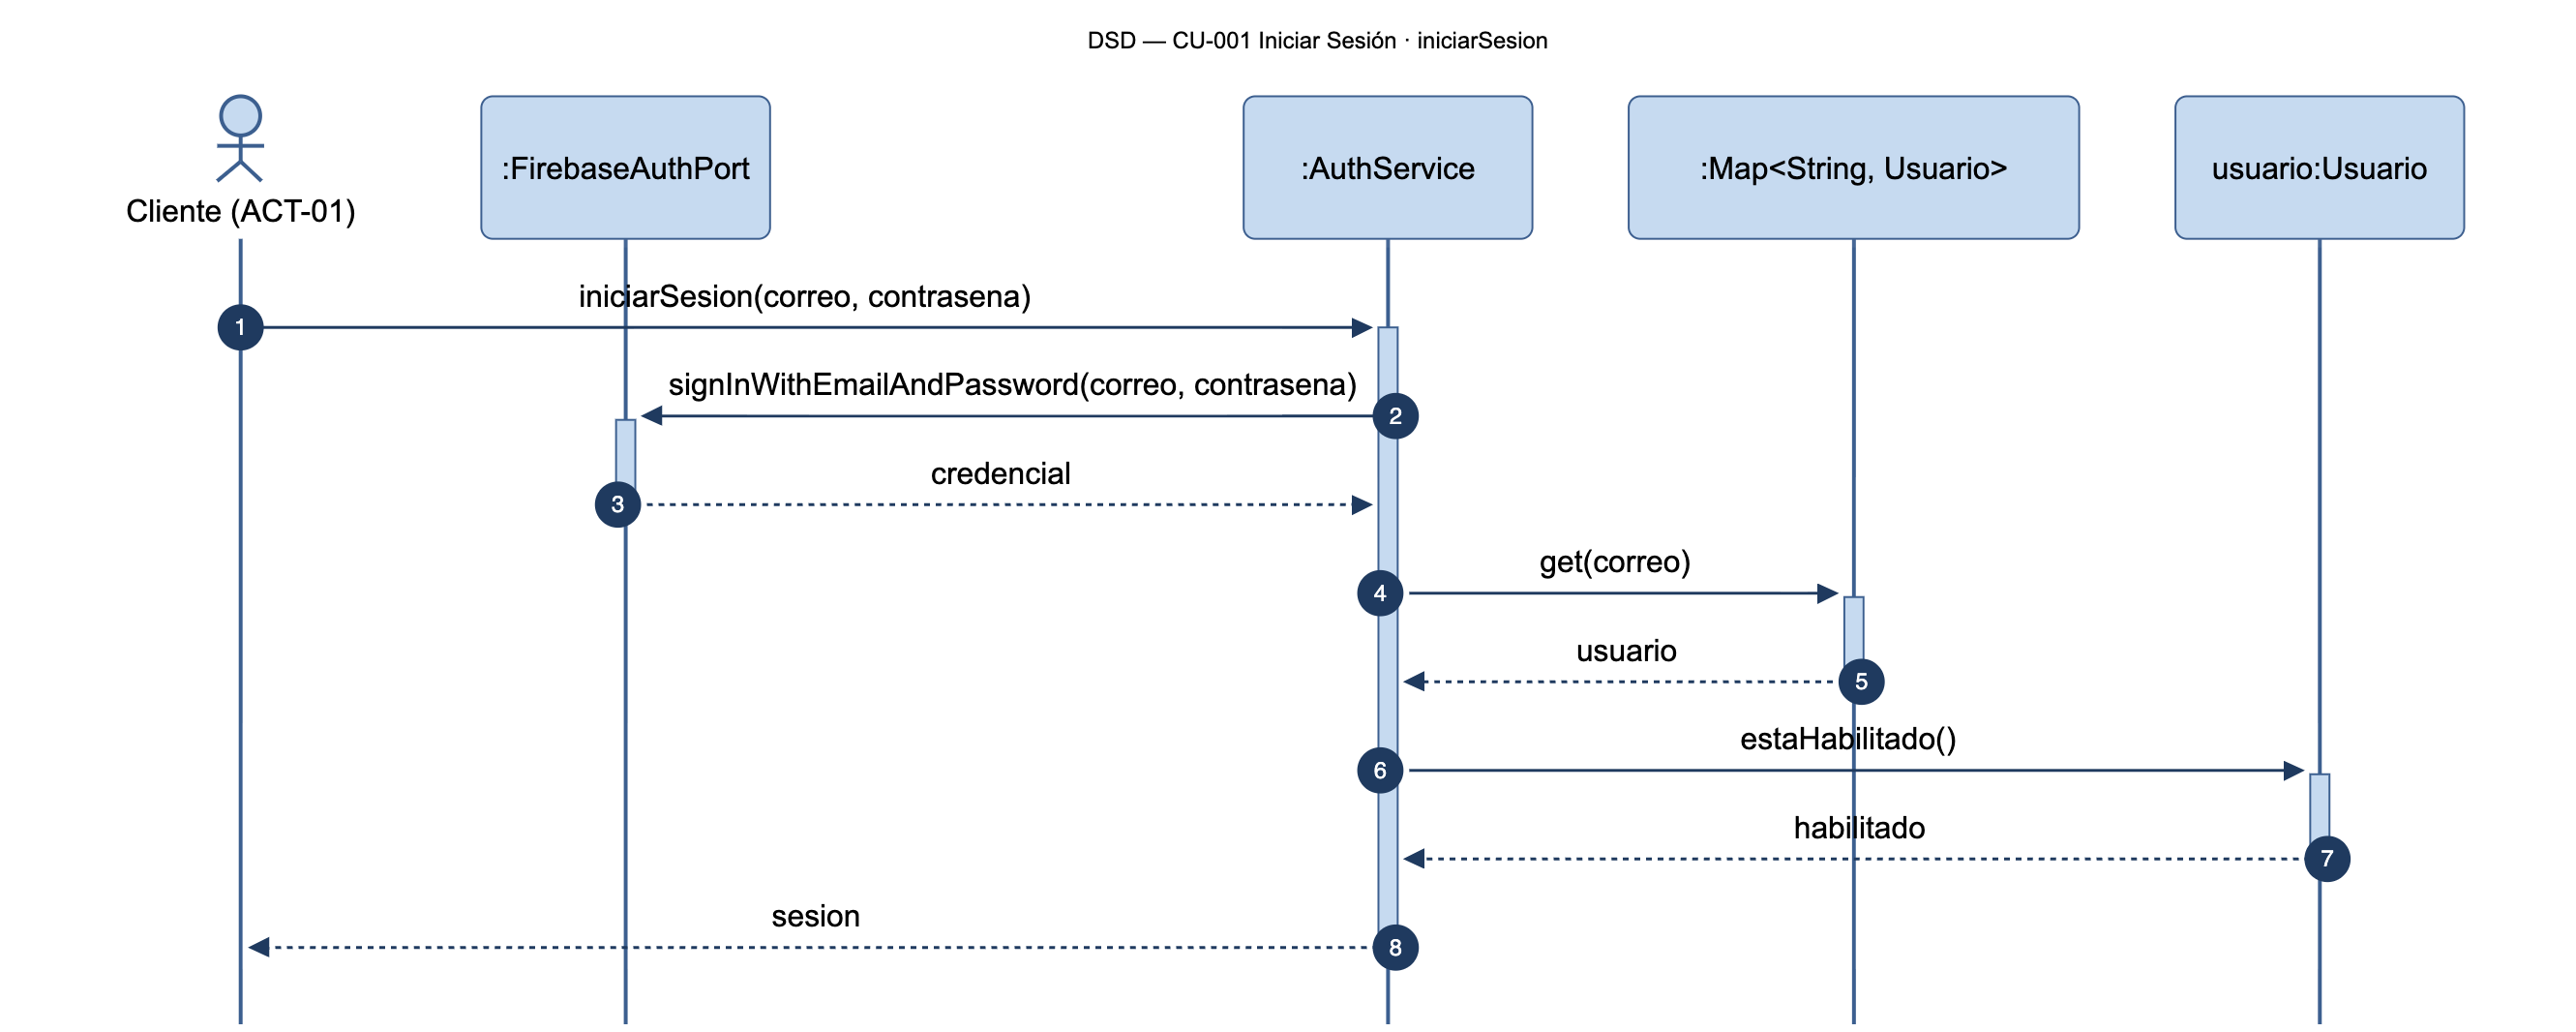 DSD — CU-001 Iniciar Sesión · iniciarSesion
Cliente (ACT-01)
:FirebaseAuthPort
:AuthService
:Map<String, Usuario>
usuario:Usuario
iniciarSesion(correo, contrasena)
1
signInWithEmailAndPassword(correo, contrasena)
2
credencial
3
get(correo)
4
usuario
5
estaHabilitado()
6
habilitado
7
sesion
8